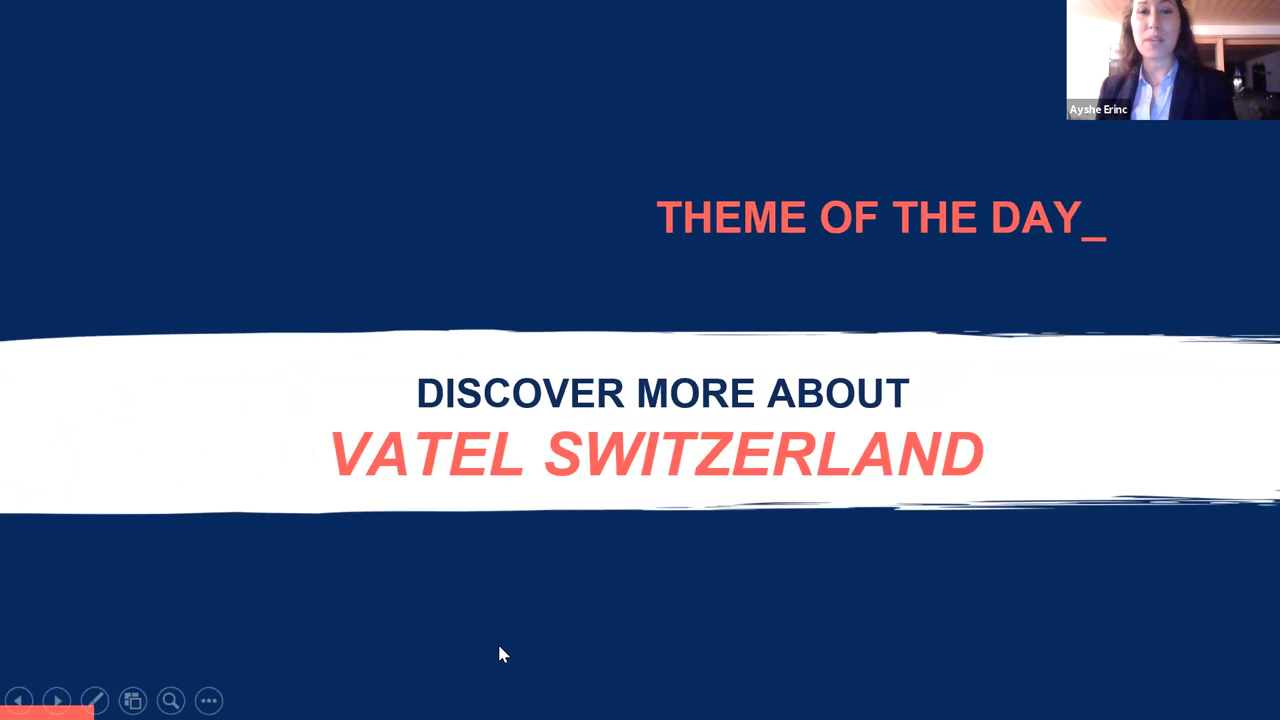 Ayshe Erinc
THEME OF THE DAY_
DISCOVER MORE ABOUT
VATEL SWITZERLAND